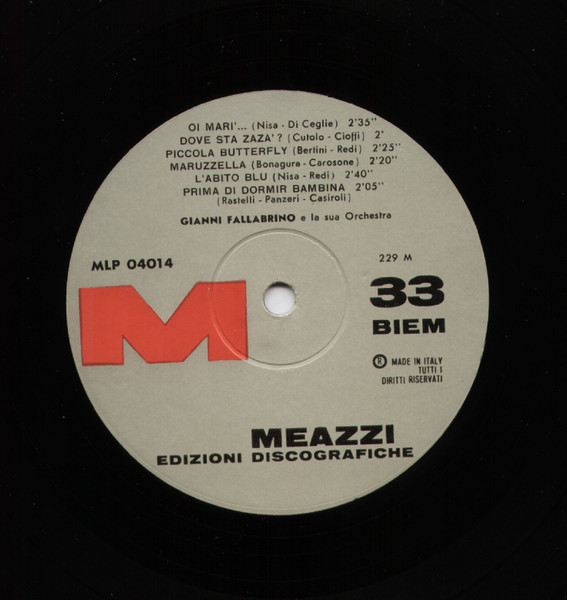 OI MARI'... (Nisa - Di Ceglie) 2'35"
DOVE STA ZAZA'? (Cutolo - Cioffi) 2'
PICCOLA BUTTERFLY (Bertini - Redi) 2'25"
MARUZZELLA (Bonagura - Carosone) 2'20"
L'ABITO BLU (Nisa - Redi) 2'40"
PRIMA DI DORMIR BAMBINA 2'05"
(Rastelli - Panzeri - Casiroli)
GIANNI FALLABRINO e la sua Orchestra
MLP 04014
229 M
M
33
BIEM
Ⓡ MADE IN ITALY
TUTTI I
DIRITTI RISERVATI
MEAZZI
EDIZIONI DISCOGRAFICHE